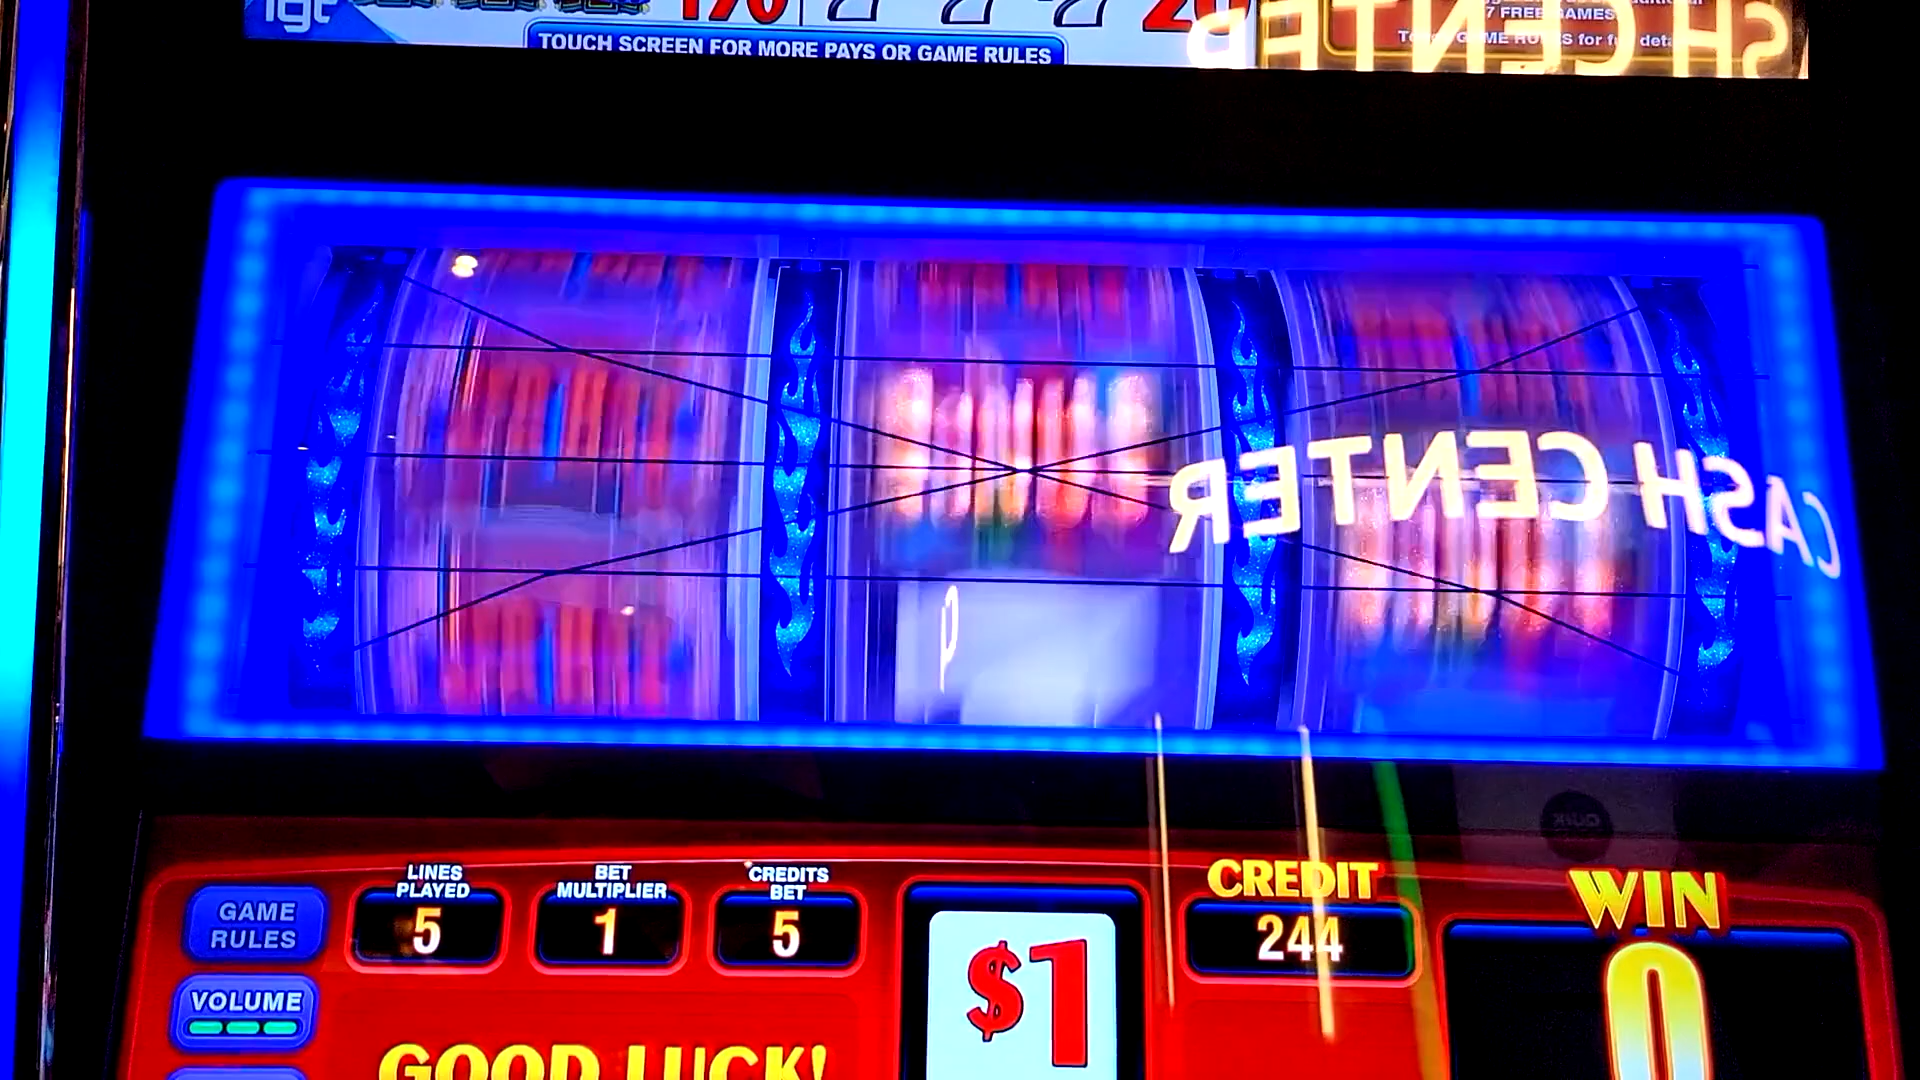 igt
TOUCH SCREEN FOR MORE PAYS OR GAME RULES
7 FREE GAMES
CASH CENTER
LINES PLAYED
5
BET MULTIPLIER
1
CREDITS BET
5
$1
CREDIT
244
WIN
0
GAME RULES
VOLUME
GOOD LUCK!